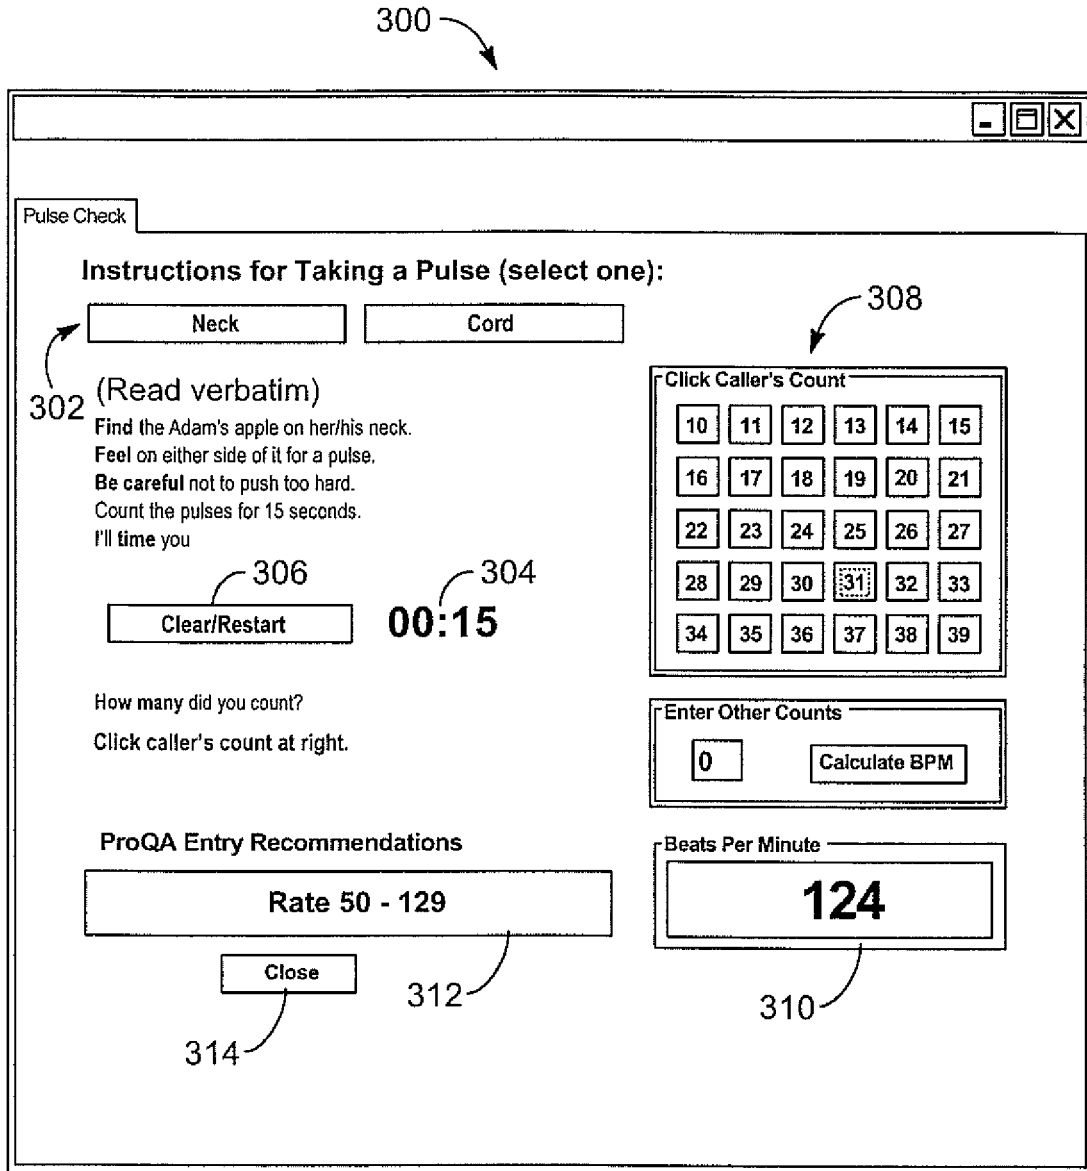 300
Pulse Check
Instructions for Taking a Pulse (select one):
Neck
Cord
302
(Read verbatim)
Find the Adam's apple on her/his neck.
Feel on either side of it for a pulse.
Be careful not to push too hard.
Count the pulses for 15 seconds.
I'll time you
306
304
Clear/Restart
00:15
How many did you count?
Click caller's count at right.
308
Click Caller's Count
10 11 12 13 14 15
16 17 18 19 20 21
22 23 24 25 26 27
28 29 30 31 32 33
34 35 36 37 38 39
Enter Other Counts
0
Calculate BPM
ProQA Entry Recommendations
Rate 50 - 129
312
Close
314
Beats Per Minute
124
310